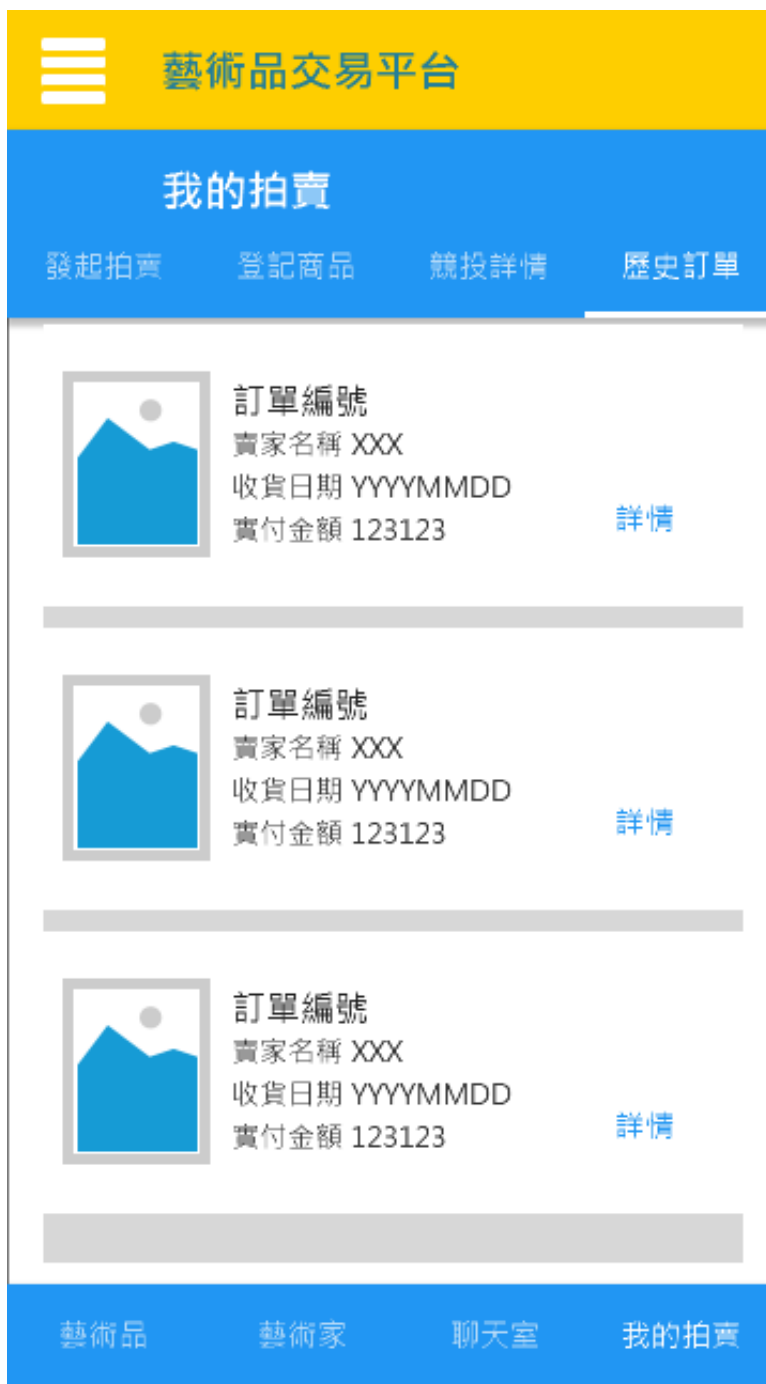 藝術品交易平台
我的拍賣
發起拍賣 登記商品 競投詳情 歷史訂單
訂單編號
賣家名稱 XXX
收貨日期 YYYYMMDD
實付金額 123123
詳情
訂單編號
賣家名稱 XXX
收貨日期 YYYYMMDD
實付金額 123123
詳情
訂單編號
賣家名稱 XXX
收貨日期 YYYYMMDD
實付金額 123123
詳情
藝術品 藝術家 聊天室 我的拍賣